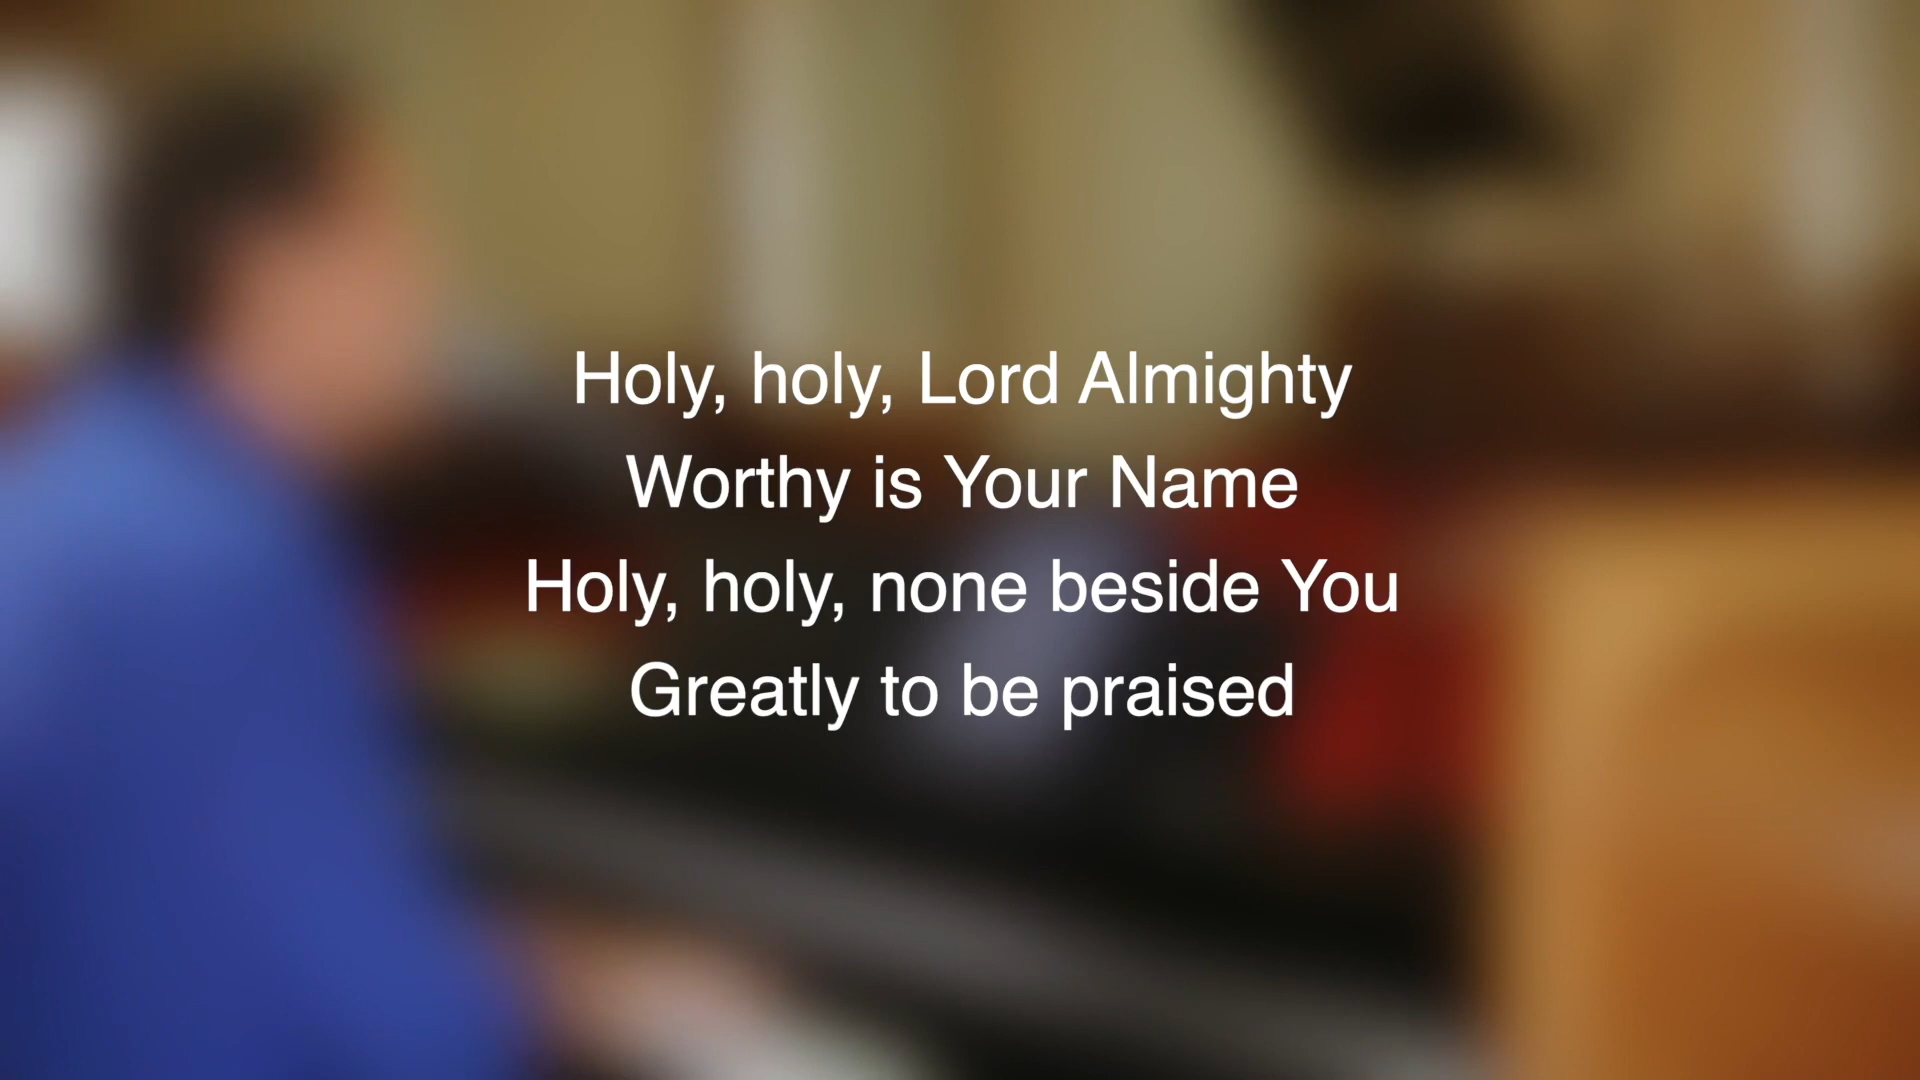 Holy, holy, Lord Almighty
Worthy is Your Name
Holy, holy, none beside You
Greatly to be praised